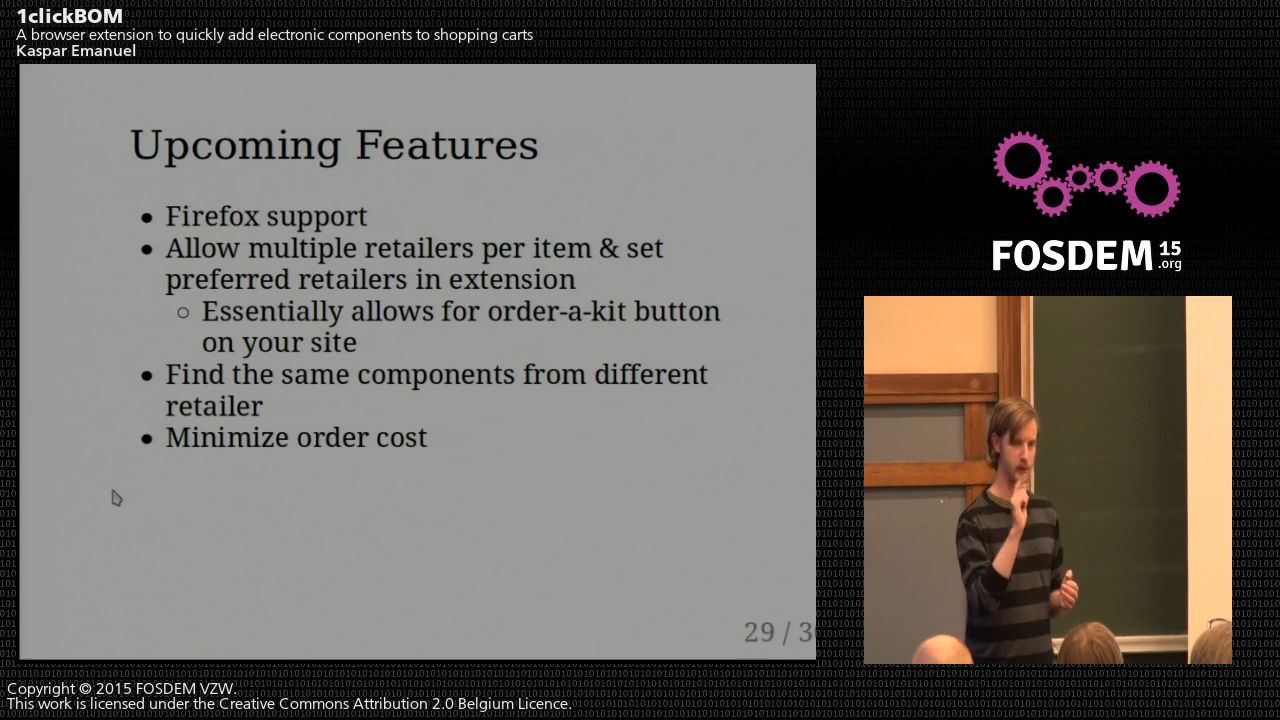 1clickBOM
A browser extension to quickly add electronic components to shopping carts
Kaspar Emanuel
Upcoming Features
• Firefox support
• Allow multiple retailers per item & set
preferred retailers in extension
○ Essentially allows for order-a-kit button
on your site
• Find the same components from different
retailer
• Minimize order cost
29 / 3
FOSDEM 15
.org
Copyright © 2015 FOSDEM VZW.
This work is licensed under the Creative Commons Attribution 2.0 Belgium Licence.